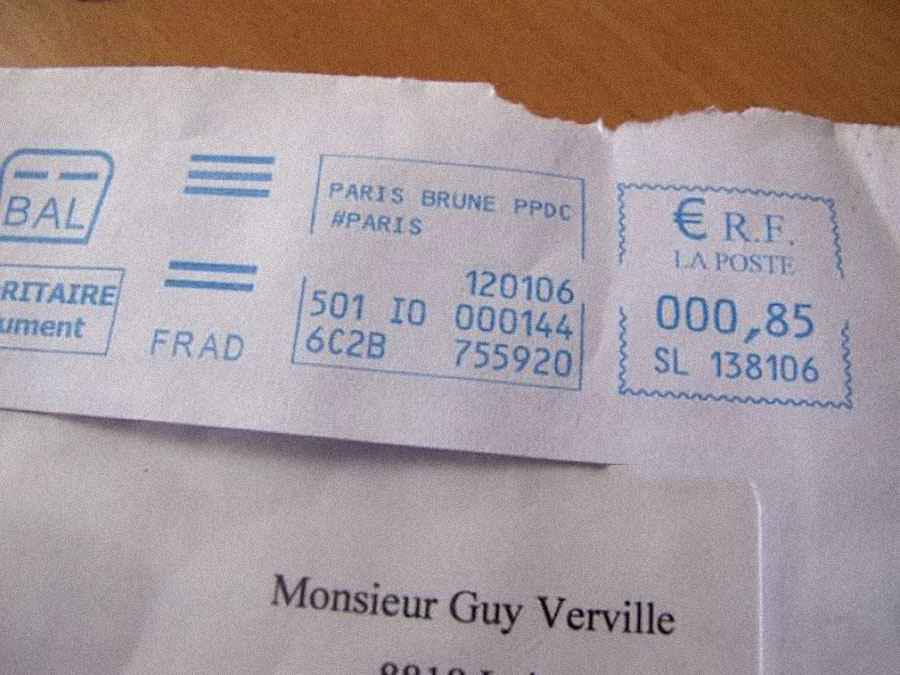 BAL
RITAIRE
ument
FRAD
PARIS BRUNE PPDC
#PARIS
120106
501 IO 000144
6C2B 755920
€ R.F.
LA POSTE
000,85
SL 138106
Monsieur Guy Verville